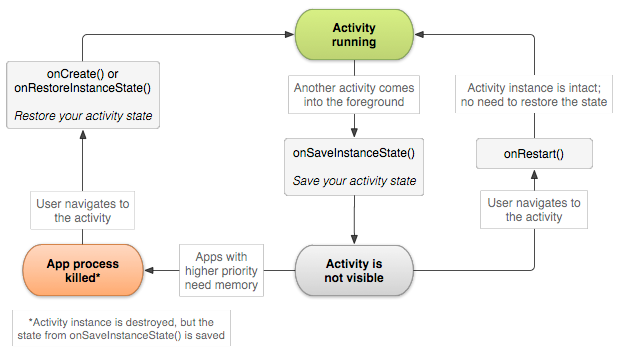 Activity
running
onCreate() or
onRestoreInstanceState()
Restore your activity state
Another activity comes
into the foreground
Activity instance is intact;
no need to restore the state
onSaveInstanceState()
Save your activity state
onRestart()
User navigates to
the activity
User navigates to
the activity
App process
killed*
Apps with
higher priority
need memory
Activity is
not visible
*Activity instance is destroyed, but the
state from onSaveInstanceState() is saved